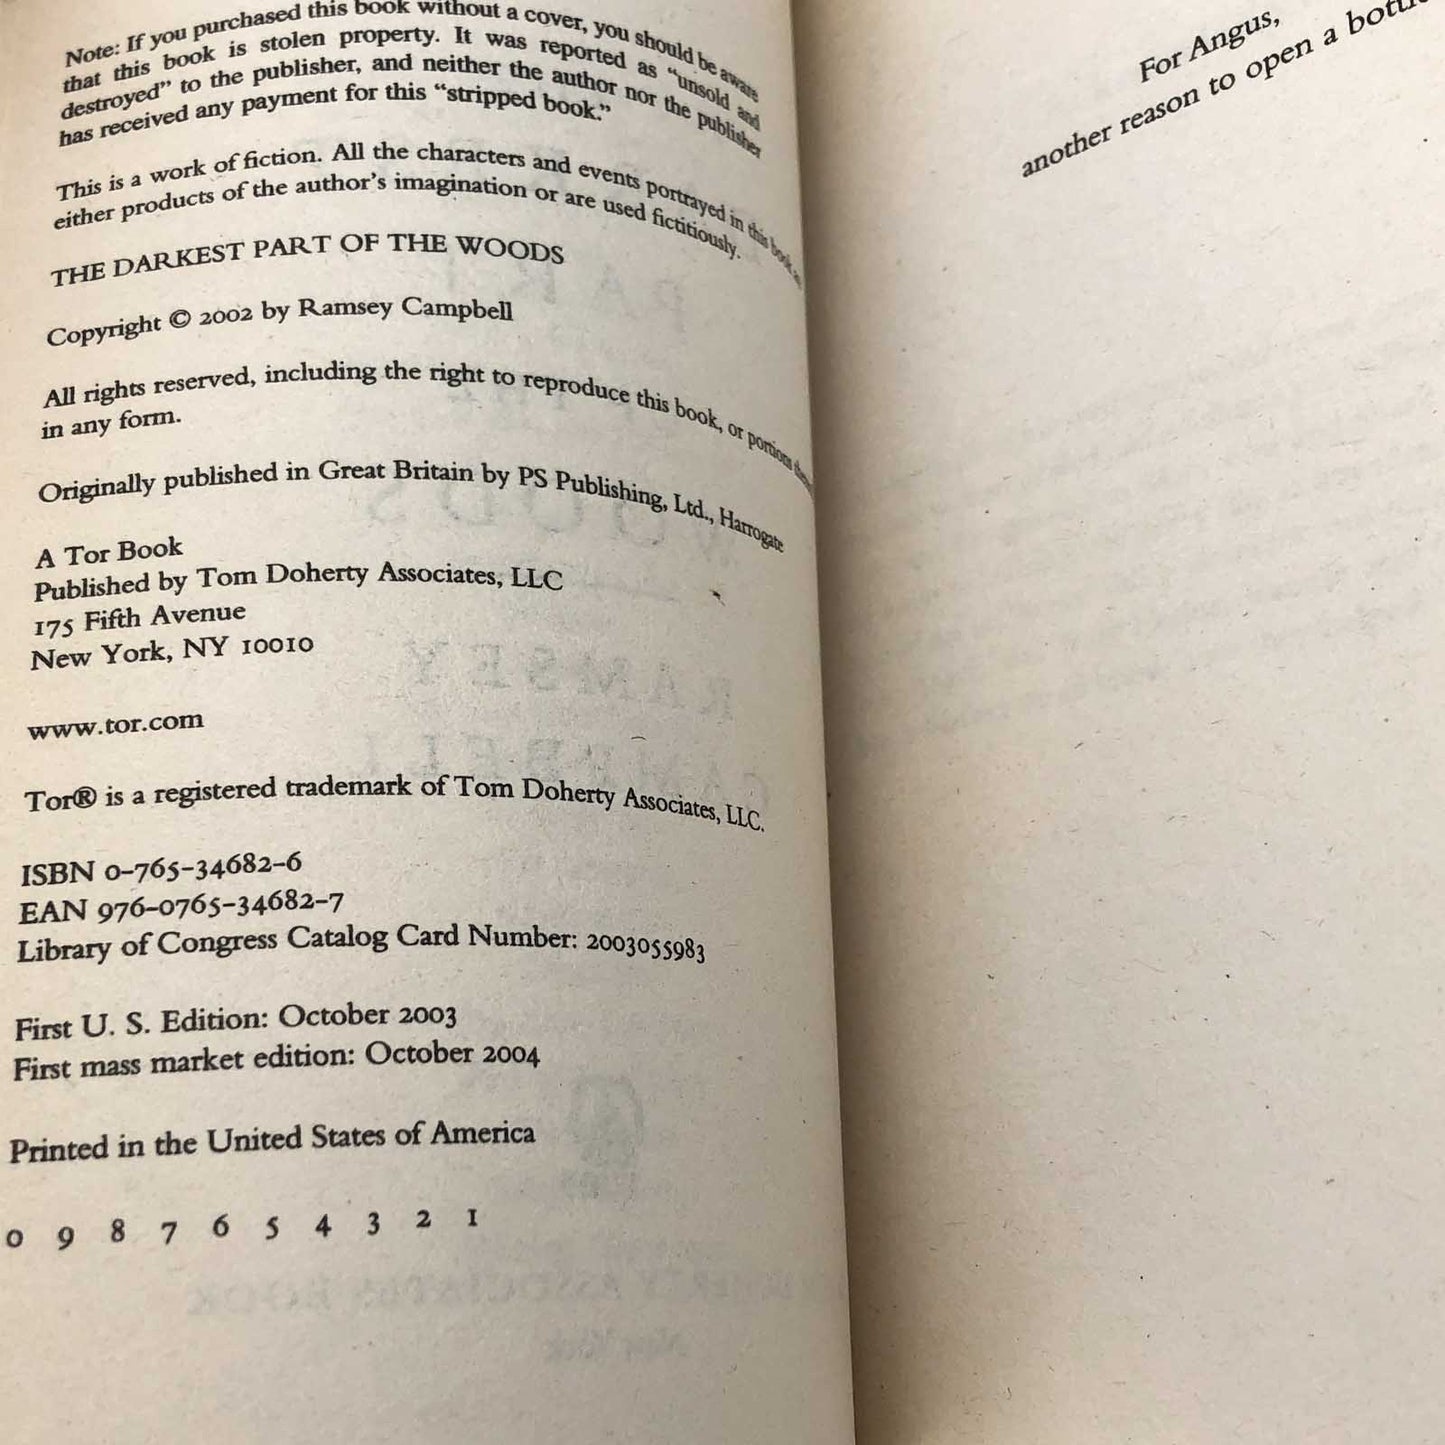 Note: If you purchased this book without a cover, you should be aware
that this book is stolen property. It was reported as “unsold and
destroyed” to the publisher, and neither the author nor the publisher
has received any payment for this “stripped book.”
This is a work of fiction. All the characters and events portrayed in this book
either products of the author's imagination or are used fictitiously.
THE DARKEST PART OF THE WOODS
Copyright © 2002 by Ramsey Campbell
All rights reserved, including the right to reproduce this book, or portions
in any form.
Originally published in Great Britain by PS Publishing, Ltd., Harrogate
A Tor Book
Published by Tom Doherty Associates, LLC
175 Fifth Avenue
New York, NY 10010
www.tor.com
Tor® is a registered trademark of Tom Doherty Associates, LLC.
ISBN 0-765-34682-6
EAN 976-0765-34682-7
Library of Congress Catalog Card Number: 2003055983
First U. S. Edition: October 2003
First mass market edition: October 2004
Printed in the United States of America
0 9 8 7 6 5 4 3 2 1
For Angus,
another reason to open a